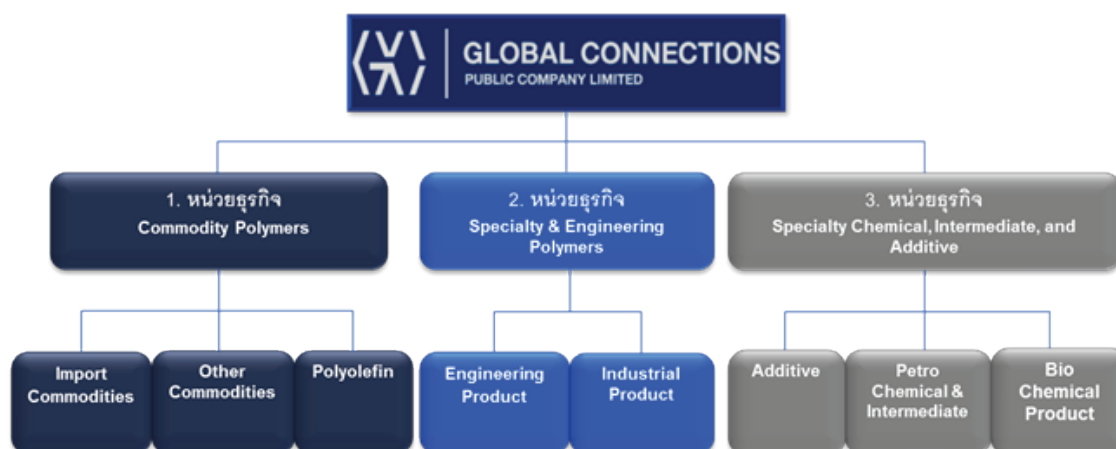 GLOBAL CONNECTIONS
PUBLIC COMPANY LIMITED
1. หน่วยธุรกิจ
Commodity Polymers
2. หน่วยธุรกิจ
Specialty & Engineering
Polymers
3. หน่วยธุรกิจ
Specialty Chemical, Intermediate, and
Additive
Import
Commodities
Other
Commodities
Polyolefin
Engineering
Product
Industrial
Product
Additive
Petro
Chemical &
Intermediate
Bio
Chemical
Product